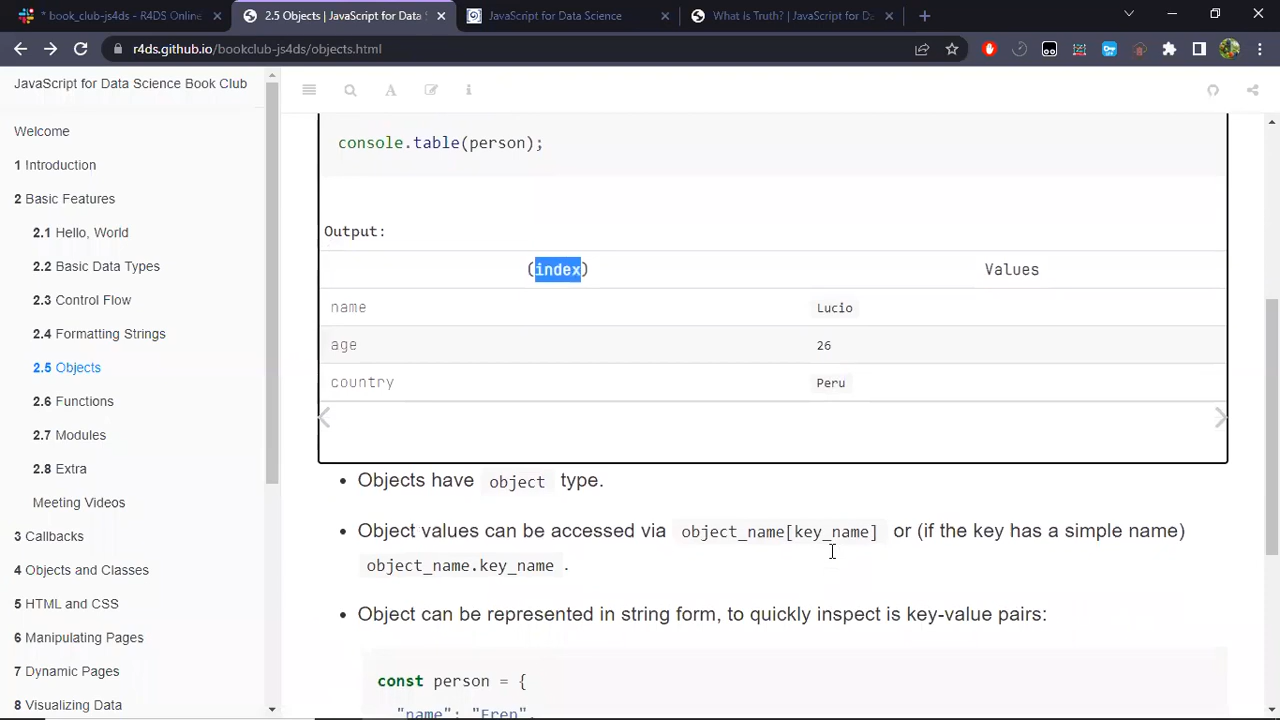 * book_club-js4ds - R4DS Online
2.5 Objects | JavaScript for Data S
JavaScript for Data Science
What Is Truth? | JavaScript for Da
r4ds.github.io/bookclub-js4ds/objects.html
JavaScript for Data Science Book Club
Welcome
1 Introduction
2 Basic Features
2.1 Hello, World
2.2 Basic Data Types
2.3 Control Flow
2.4 Formatting Strings
2.5 Objects
2.6 Functions
2.7 Modules
2.8 Extra
Meeting Videos
3 Callbacks
4 Objects and Classes
5 HTML and CSS
6 Manipulating Pages
7 Dynamic Pages
8 Visualizing Data
console.table(person);
Output:
(index) Values
name Lucio
age 26
country Peru
• Objects have object type.
• Object values can be accessed via object_name[key_name] or (if the key has a simple name)
object_name.key_name .
• Object can be represented in string form, to quickly inspect is key-value pairs:
const person = {
"name": "Eren",